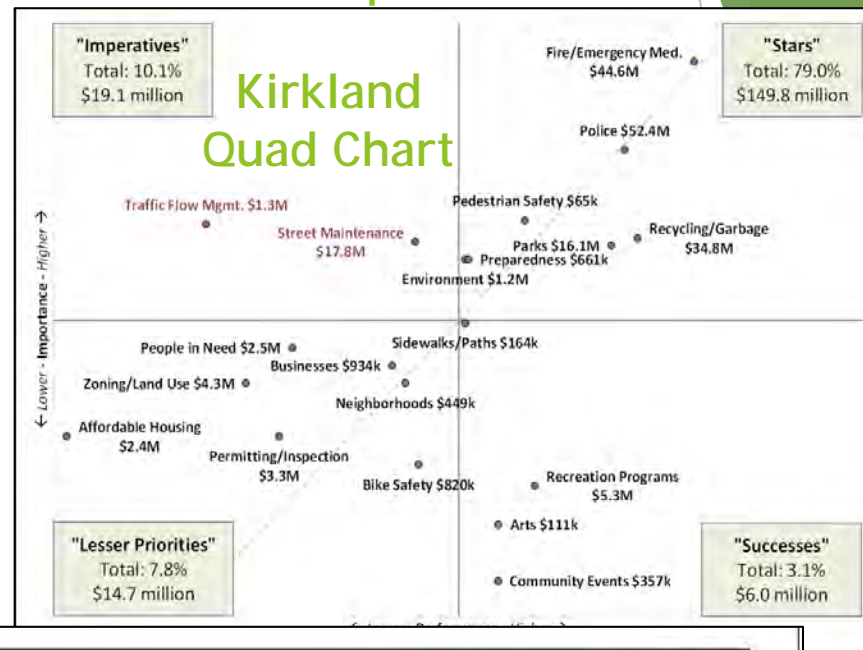 "Imperatives"
Total: 10.1%
$19.1 million
Kirkland
Quad Chart
"Stars"
Total: 79.0%
$149.8 million
Fire/Emergency Med.
$44.6M
Police $52.4M
Traffic Flow Mgmt. $1.3M
Pedestrian Safety $65k
Street Maintenance
$17.8M
Recycling/Garbage
$34.8M
Parks $16.1M
Preparedness $661k
Environment $1.2M
← Lower - Importance - Higher →
Sidewalks/Paths $164k
People in Need $2.5M
Businesses $934k
Zoning/Land Use $4.3M
Neighborhoods $449k
Affordable Housing
$2.4M
Permitting/Inspection
$3.3M
Bike Safety $820k
Recreation Programs
$5.3M
Arts $111k
Community Events $357k
"Lesser Priorities"
Total: 7.8%
$14.7 million
"Successes"
Total: 3.1%
$6.0 million